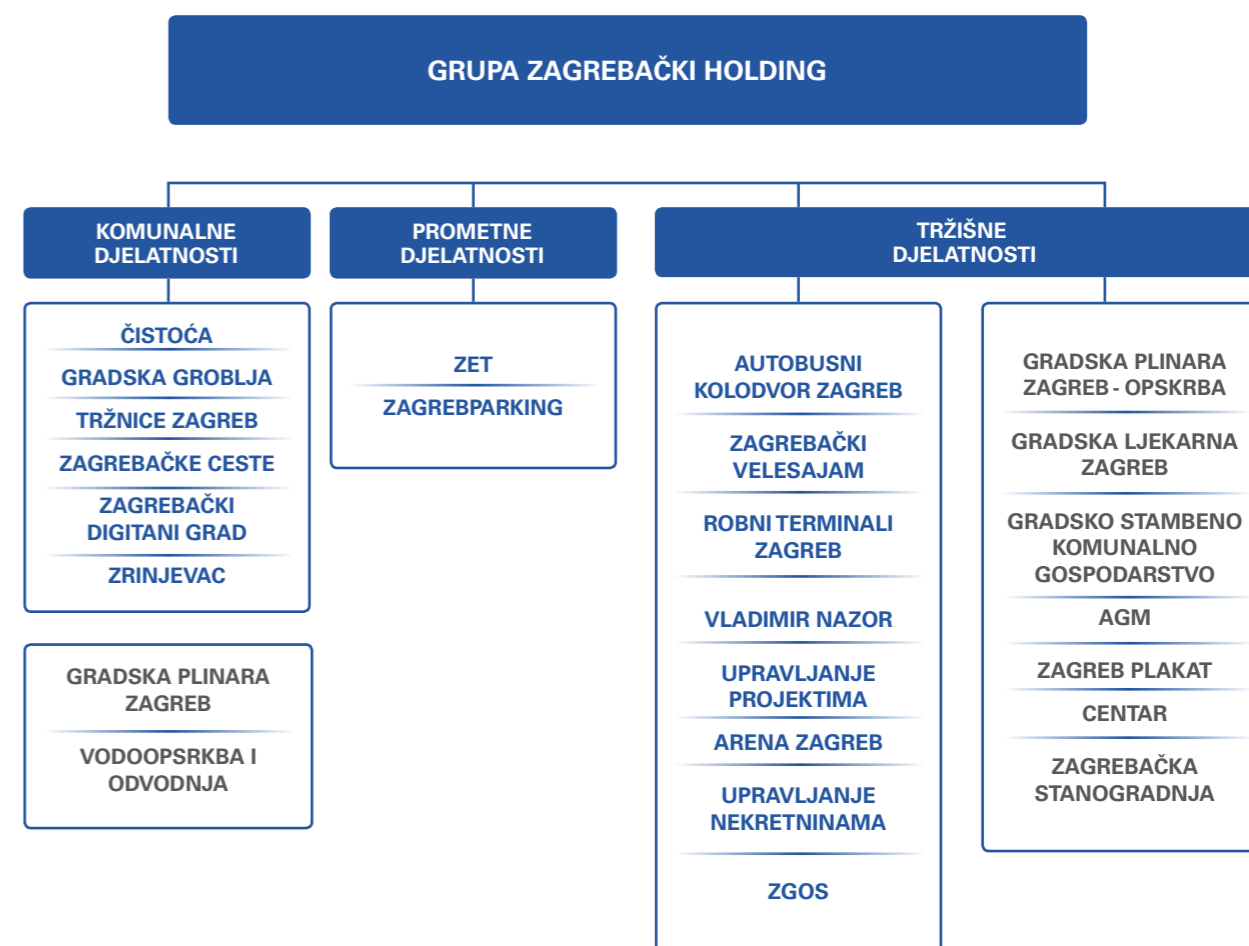 GRUPA ZAGREBAČKI HOLDING
KOMUNALNE
DJELATNOSTI
ČISTOĆA
GRADSKA GROBLJA
TRŽNICE ZAGREB
ZAGREBAČKE CESTE
ZAGREBAČKI
DIGITANI GRAD
ZRINJEVAC
GRADSKA PLINARA
ZAGREB
VODOOPSRKBA I
ODVODNJA
PROMETNE
DJELATNOSTI
ZET
ZAGREBPARKING
TRŽIŠNE
DJELATNOSTI
AUTOBUSNI
KOLODVOR ZAGREB
ZAGREBAČKI
VELESAJAM
ROBNI TERMINALI
ZAGREB
VLADIMIR NAZOR
UPRAVLJANJE
PROJEKTIMA
ARENA ZAGREB
UPRAVLJANJE
NEKRETNINAMA
ZGOS
GRADSKA PLINARA
ZAGREB - OPSKRBA
GRADSKA LJEKARNA
ZAGREB
GRADSKO STAMBENO
KOMUNALNO
GOSPODARSTVO
AGM
ZAGREB PLAKAT
CENTAR
ZAGREBAČKA
STANOGRADNJA